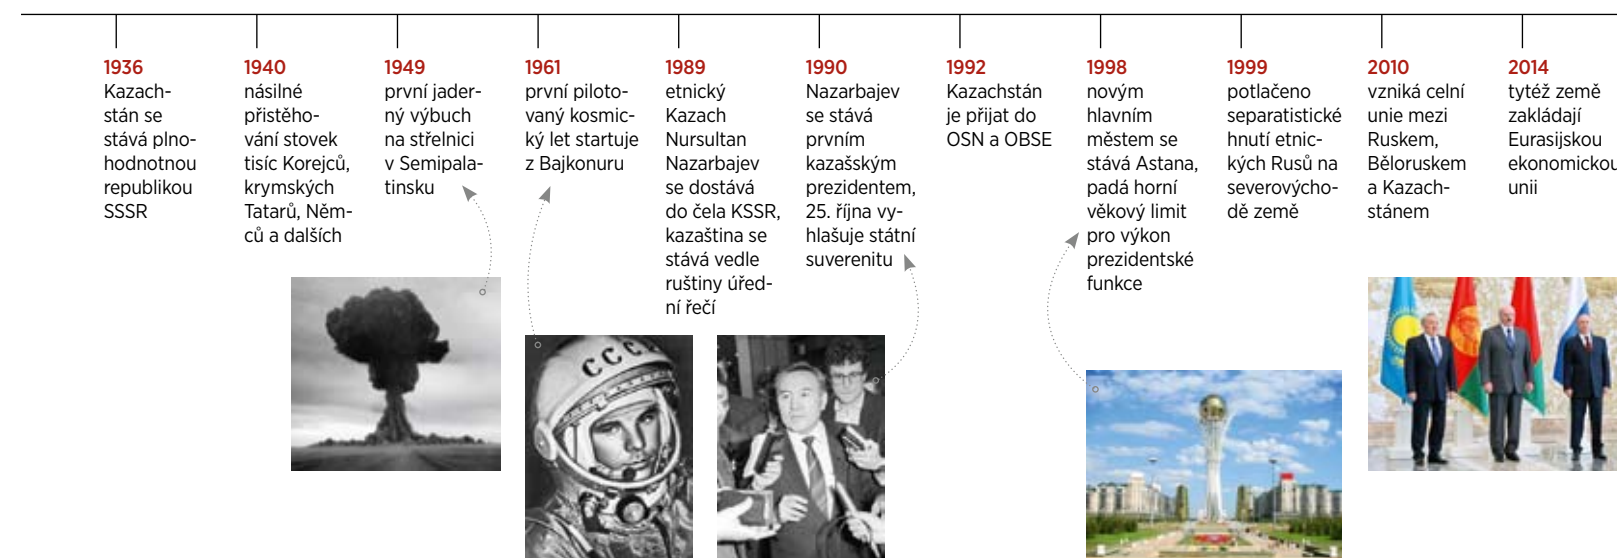 1936
Kazach-
stán se
stává plno-
hodnotnou
republikou
SSSR
1940
násilné
přistěho-
vání stovek
tisíc Korejců,
krymských
Tatarů, Něm-
ců a dalších
1949
první jader-
ný výbuch
na střelnici
v Semipala-
tinsku
1961
první piloto-
vaný kosmic-
ký let startuje
z Bajkonuru
1989
etnický
Kazach
Nursultan
Nazarbajev
se dostává
do čela KSSR,
kazaština se
stává vedle
ruštiny úřed-
ní řečí
1990
Nazarbajev
se stává
prvním
kazašským
prezidentem,
25. října vy-
hlašuje státní
suverenitu
1992
Kazachstán
je přijat do
OSN a OBSE
1998
novým
hlavním
městem se
stává Astana,
padá horní
věkový limit
pro výkon
prezidentské
funkce
1999
potlačeno
separatistické
hnutí etnic-
kých Rusů na
severovýcho-
dě země
2010
vzniká celní
unie mezi
Ruskem,
Běloruskem
a Kazach-
stánem
2014
tytéž země
zakládají
Eurasijskou
ekonomickou
unii
CCCP